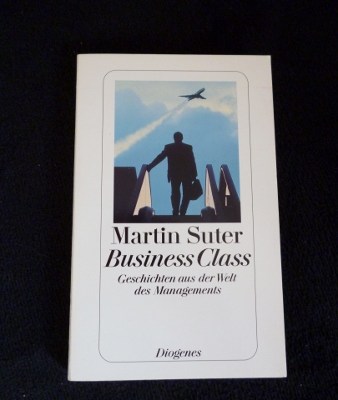 Martin Suter
Business Class
Geschichten aus der Welt
des Managements
Diogenes